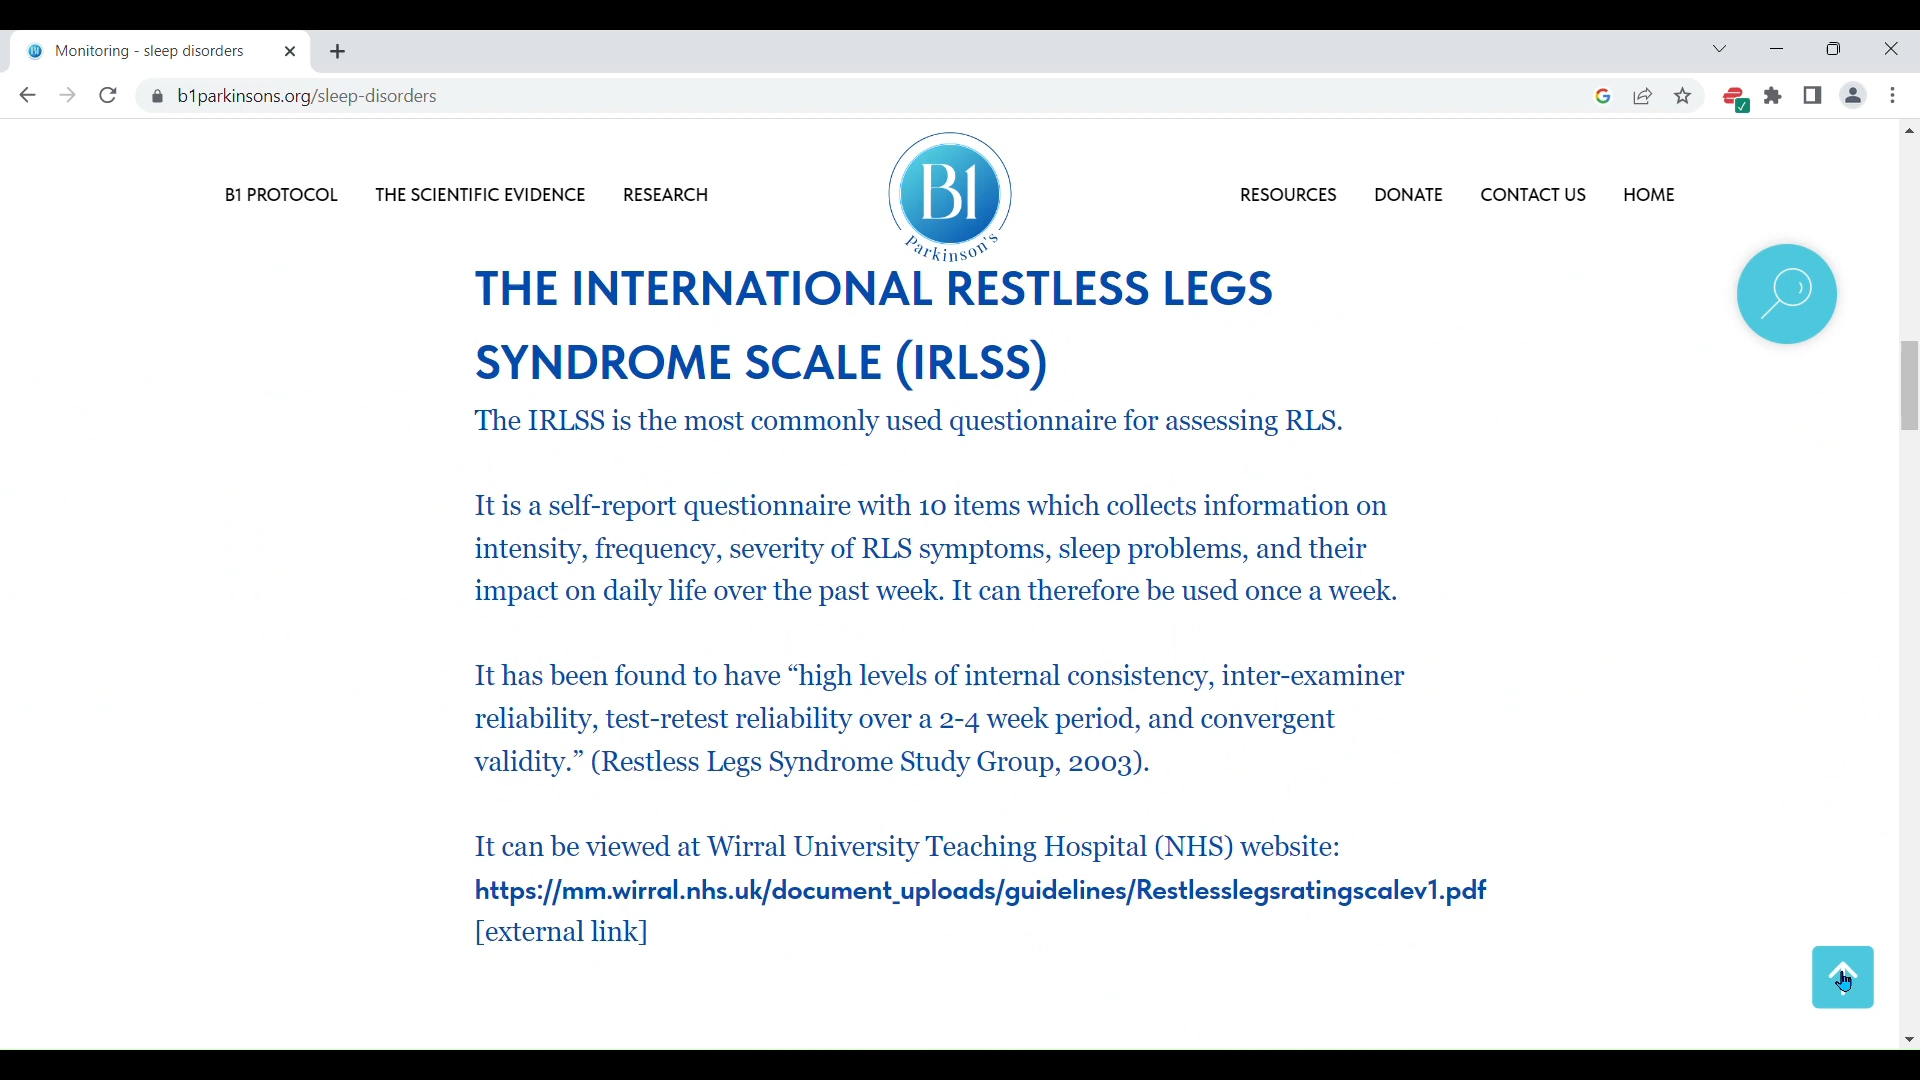 Monitoring - sleep disorders
b1parkinsons.org/sleep-disorders
B1 PROTOCOL THE SCIENTIFIC EVIDENCE RESEARCH
B1
Parkinson's
RESOURCES DONATE CONTACT US HOME
THE INTERNATIONAL RESTLESS LEGS
SYNDROME SCALE (IRLSS)
The IRLSS is the most commonly used questionnaire for assessing RLS.
It is a self-report questionnaire with 10 items which collects information on
intensity, frequency, severity of RLS symptoms, sleep problems, and their
impact on daily life over the past week. It can therefore be used once a week.
It has been found to have “high levels of internal consistency, inter-examiner
reliability, test-retest reliability over a 2-4 week period, and convergent
validity.” (Restless Legs Syndrome Study Group, 2003).
It can be viewed at Wirral University Teaching Hospital (NHS) website:
https://mm.wirral.nhs.uk/document_uploads/guidelines/Restlesslegsratingscalev1.pdf
[external link]